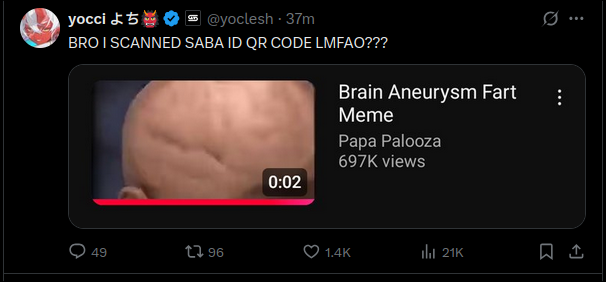 yocci よち👹 @yoclesh · 37m
BRO I SCANNED SABA ID QR CODE LMFAO???
Brain Aneurysm Fart
Meme
Papa Palooza
697K views
0:02
49 96 1.4K 21K